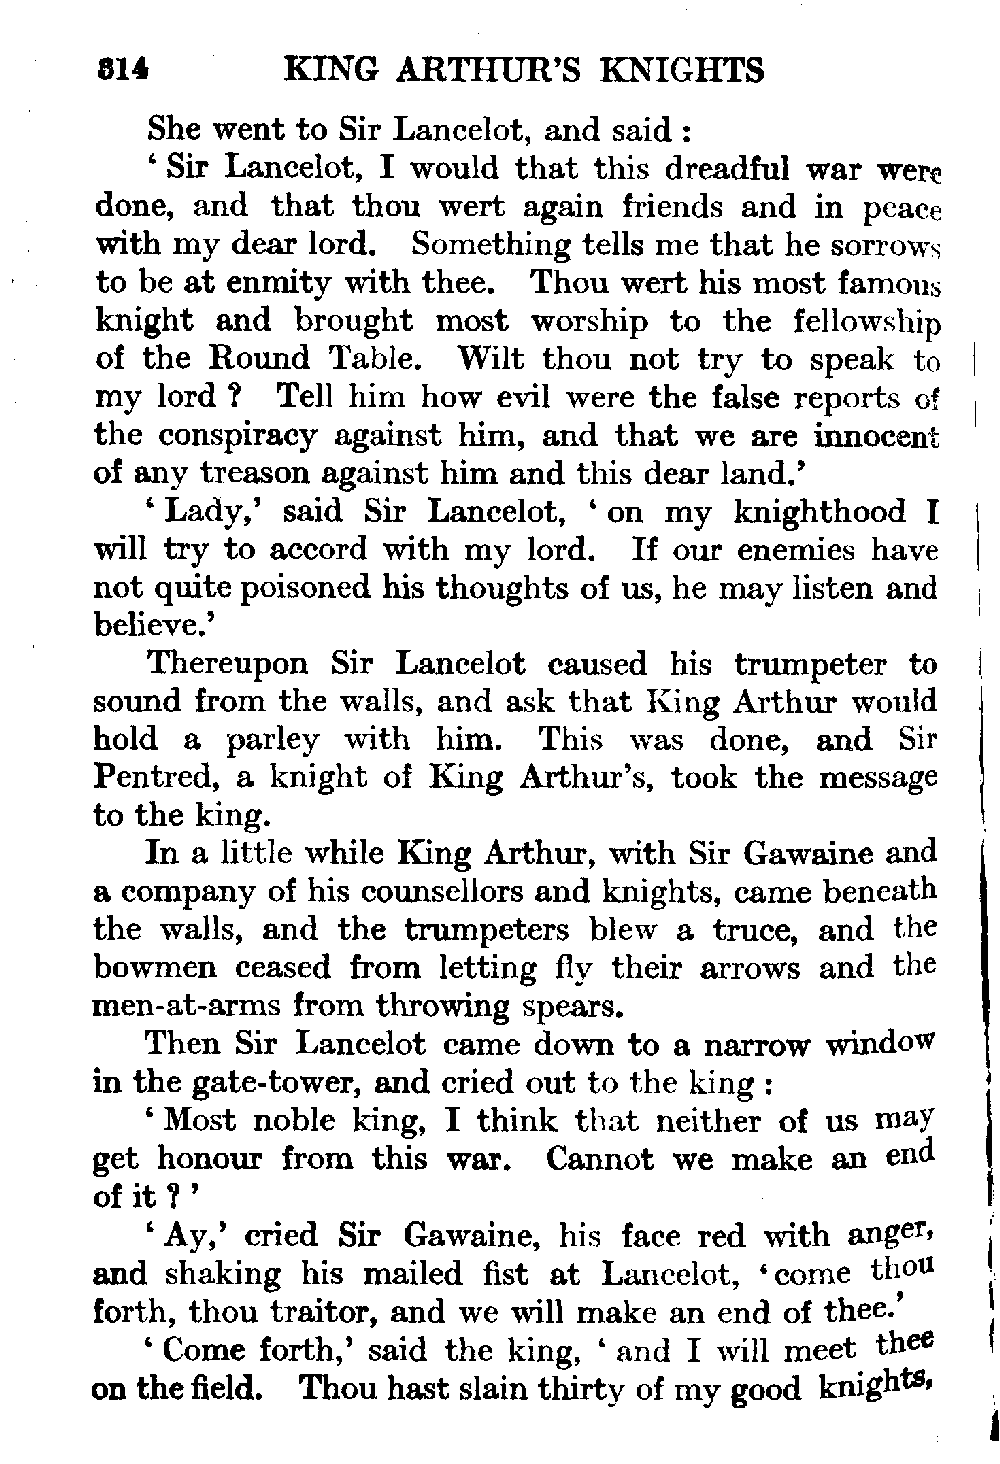 314 KING ARTHUR'S KNIGHTS
She went to Sir Lancelot, and said :
' Sir Lancelot, I would that this dreadful war were
done, and that thou wert again friends and in peace
with my dear lord. Something tells me that he sorrows
to be at enmity with thee. Thou wert his most famous
knight and brought most worship to the fellowship
of the Round Table. Wilt thou not try to speak to
my lord ? Tell him how evil were the false reports of
the conspiracy against him, and that we are innocent
of any treason against him and this dear land.'
' Lady,' said Sir Lancelot, ' on my knighthood I
will try to accord with my lord. If our enemies have
not quite poisoned his thoughts of us, he may listen and
believe.'
Thereupon Sir Lancelot caused his trumpeter to
sound from the walls, and ask that King Arthur would
hold a parley with him. This was done, and Sir
Pentred, a knight of King Arthur's, took the message
to the king.
In a little while King Arthur, with Sir Gawaine and
a company of his counsellors and knights, came beneath
the walls, and the trumpeters blew a truce, and the
bowmen ceased from letting fly their arrows and the
men-at-arms from throwing spears.
Then Sir Lancelot came down to a narrow window
in the gate-tower, and cried out to the king :
' Most noble king, I think that neither of us may
get honour from this war. Cannot we make an end
of it ? '
' Ay,' cried Sir Gawaine, his face red with anger,
and shaking his mailed fist at Lancelot, ' come thou
forth, thou traitor, and we will make an end of thee.'
' Come forth,' said the king, ' and I will meet thee
on the field. Thou hast slain thirty of my good knights,